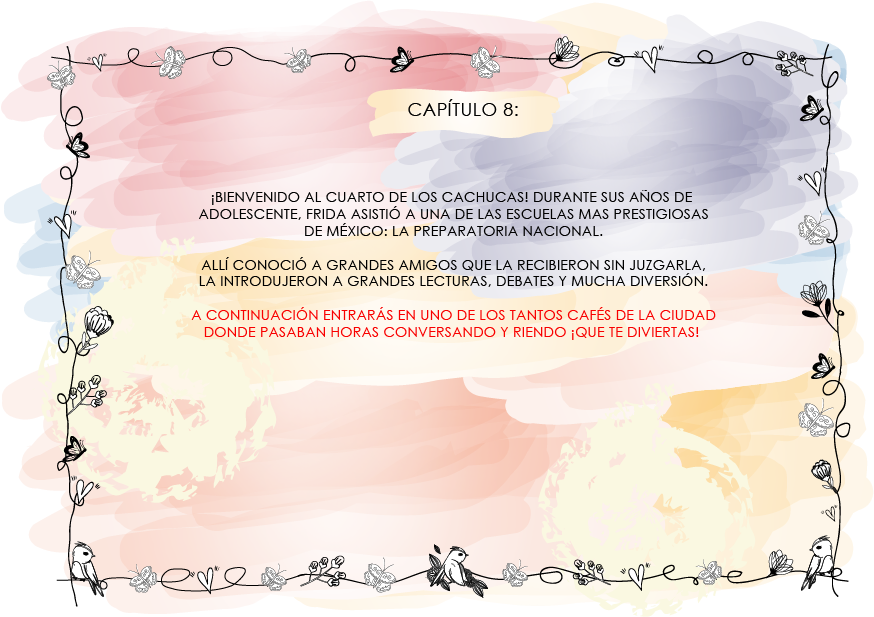 CAPÍTULO 8:
¡BIENVENIDO AL CUARTO DE LOS CACHUCAS! DURANTE SUS AÑOS DE
ADOLESCENTE, FRIDA ASISTIÓ A UNA DE LAS ESCUELAS MAS PRESTIGIOSAS
DE MÉXICO: LA PREPARATORIA NACIONAL.
ALLÍ CONOCIÓ A GRANDES AMIGOS QUE LA RECIBIERON SIN JUZGARLA,
LA INTRODUJERON A GRANDES LECTURAS, DEBATES Y MUCHA DIVERSIÓN.
A CONTINUACIÓN ENTRARÁS EN UNO DE LOS TANTOS CAFÉS DE LA CIUDAD
DONDE PASABAN HORAS CONVERSANDO Y RIENDO ¡QUE TE DIVIERTAS!